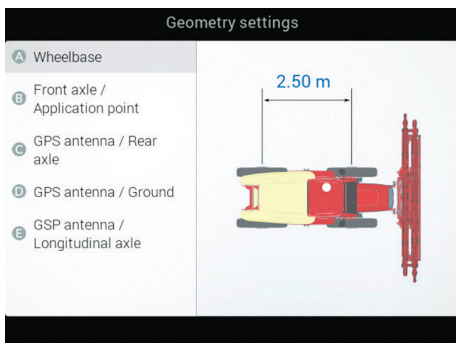 Geometry settings
A Wheelbase
2.50 m
B Front axle /
Application point
C GPS antenna / Rear
axle
D GPS antenna / Ground
E GSP antenna /
Longitudinal axle